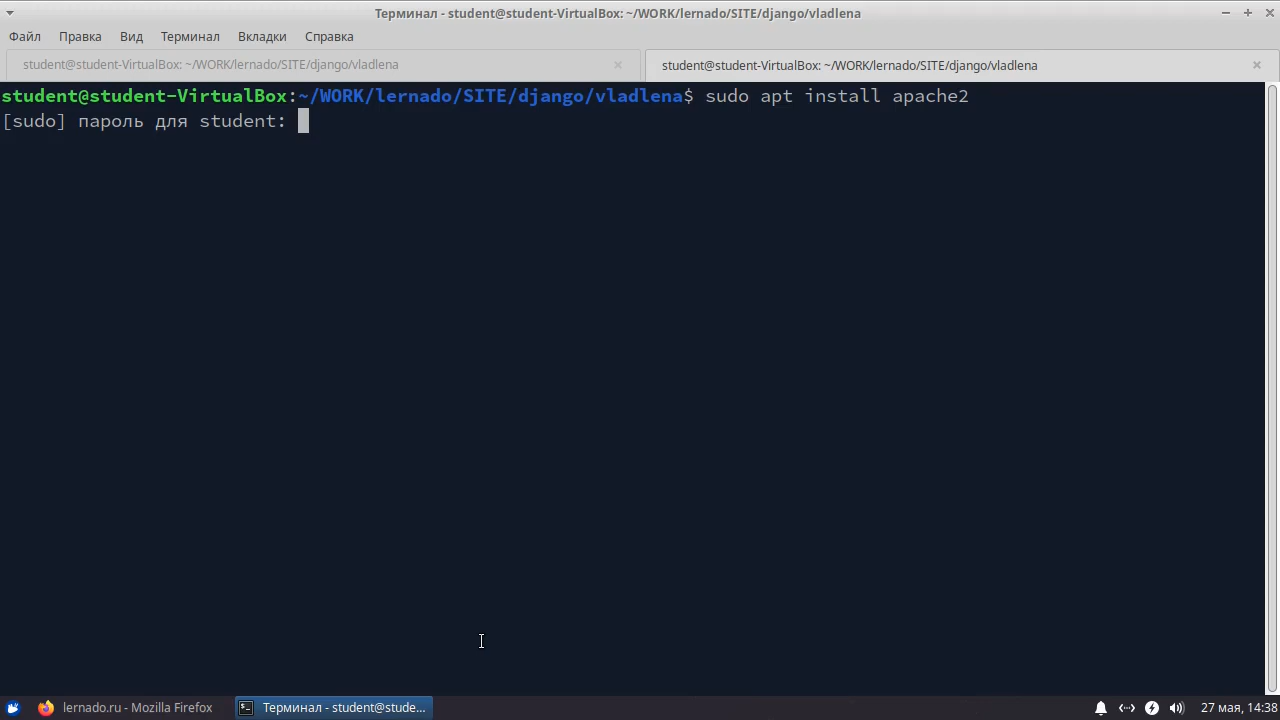 Терминал - student@student-VirtualBox: ~/WORK/lernado/SITE/django/vladlena
Файл Правка Вид Терминал Вкладки Справка
student@student-VirtualBox: ~/WORK/lernado/SITE/django/vladlena student@student-VirtualBox: ~/WORK/lernado/SITE/django/vladlena
student@student-VirtualBox:~/WORK/lernado/SITE/django/vladlena$ sudo apt install apache2
[sudo] пароль для student:
lernado.ru - Mozilla Firefox Терминал - student@stude... 27 мая, 14:38